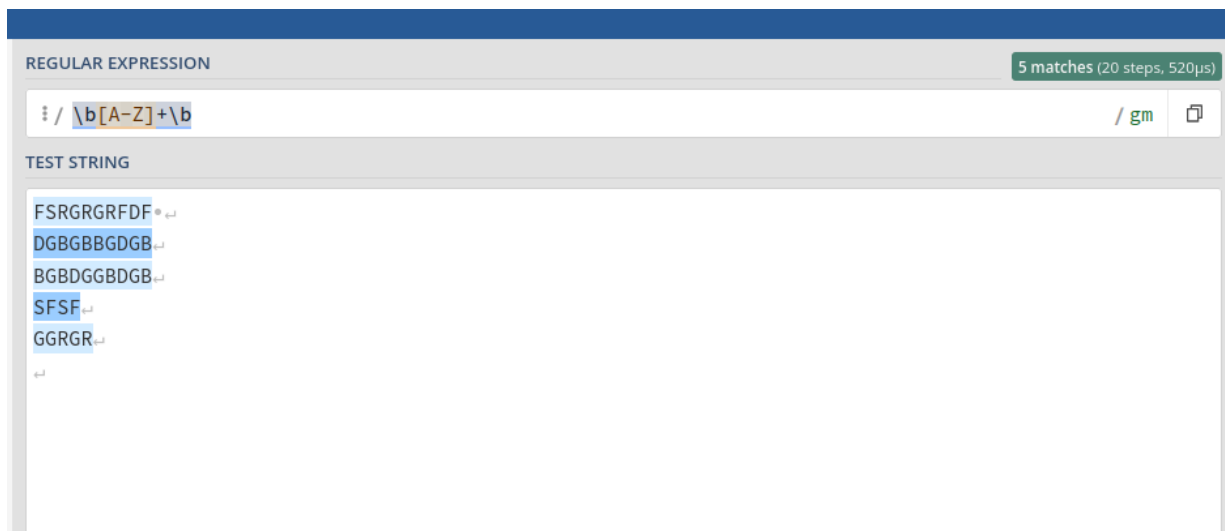 REGULAR EXPRESSION
5 matches (20 steps, 520µs)
/ \b[A-Z]+\b / gm
TEST STRING
FSRGRGRFDF•↵
DGBGBBGDGB↵
BGBDGGBDGB↵
SFSF↵
GGRGR↵
↵